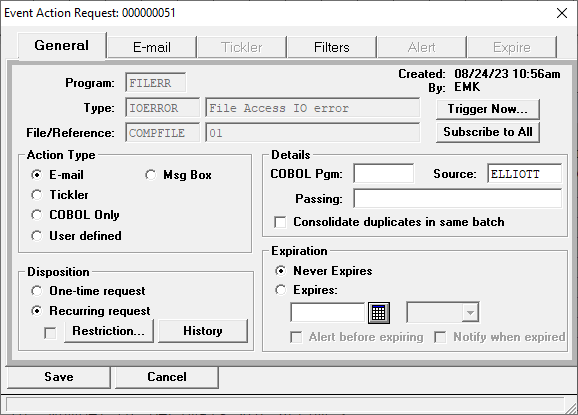 Event Action Request: 000000051
General E-mail Tickler Filters Alert Expire
Program: FILERR Created: 08/24/23 10:56am
By: EMK
Type: IOERROR File Access IO error Trigger Now...
File/Reference: COMPFILE 01 Subscribe to All
Action Type Details
E-mail Msg Box COBOL Pgm: Source: ELLIOTT
Tickler Passing:
COBOL Only Consolidate duplicates in same batch
User defined
Expiration
Never Expires
Disposition
One-time request Expires:
Recurring request
Restriction... History Alert before expiring Notify when expired
Save Cancel